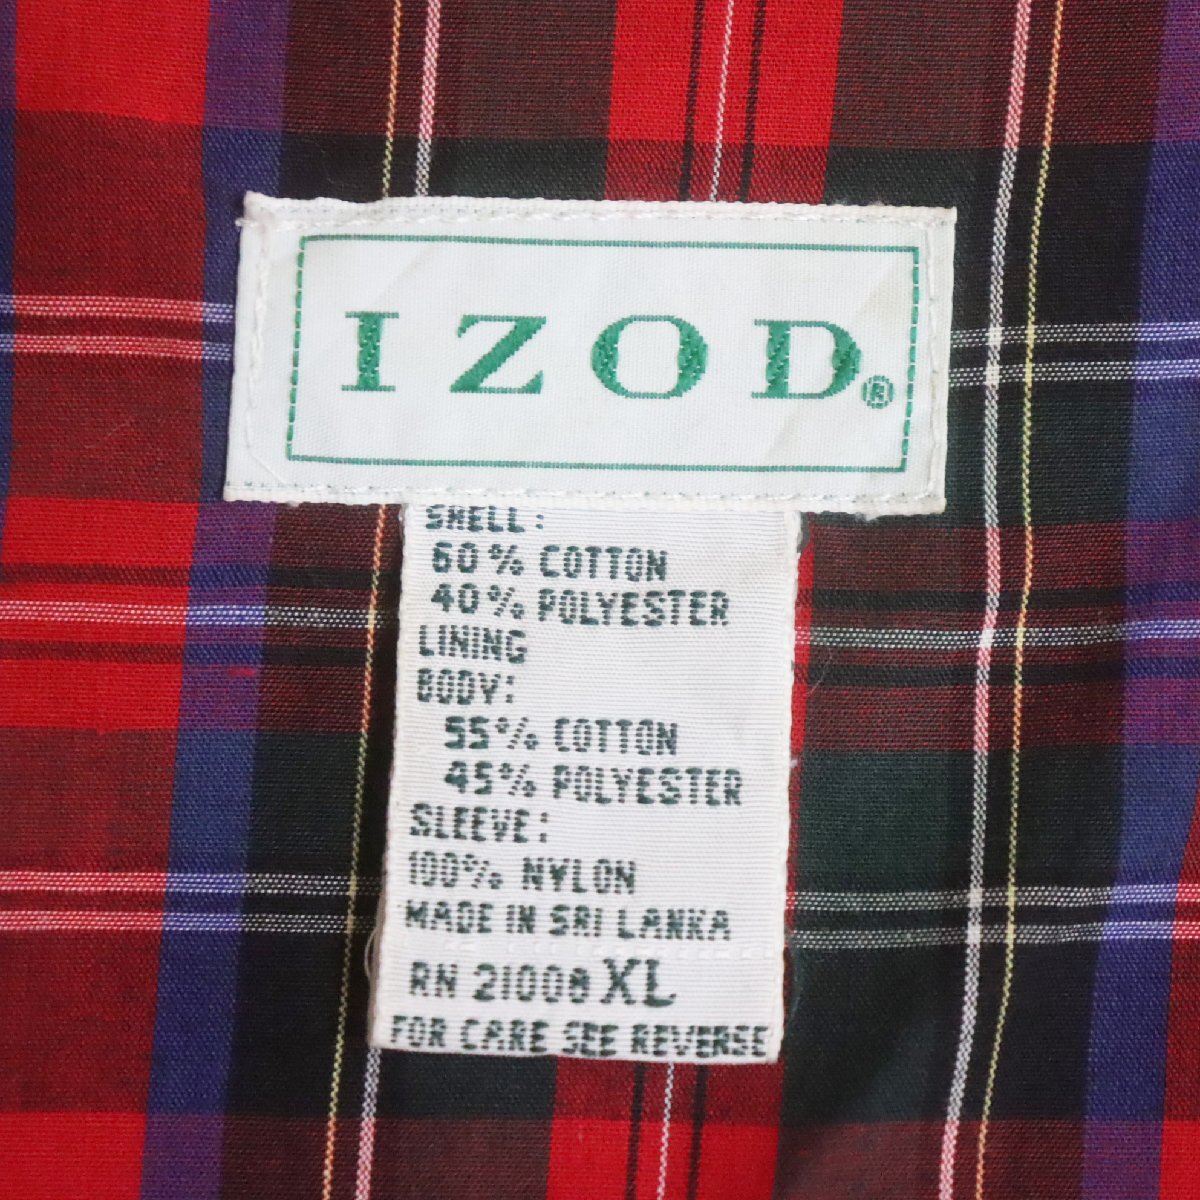 IZOD®
SHELL:
60% COTTON
40% POLYESTER
LINING
BODY:
55% COTTON
45% POLYESTER
SLEEVE:
100% NYLON
MADE IN SRI LANKA
RN 21008 XL
FOR CARE SEE REVERSE